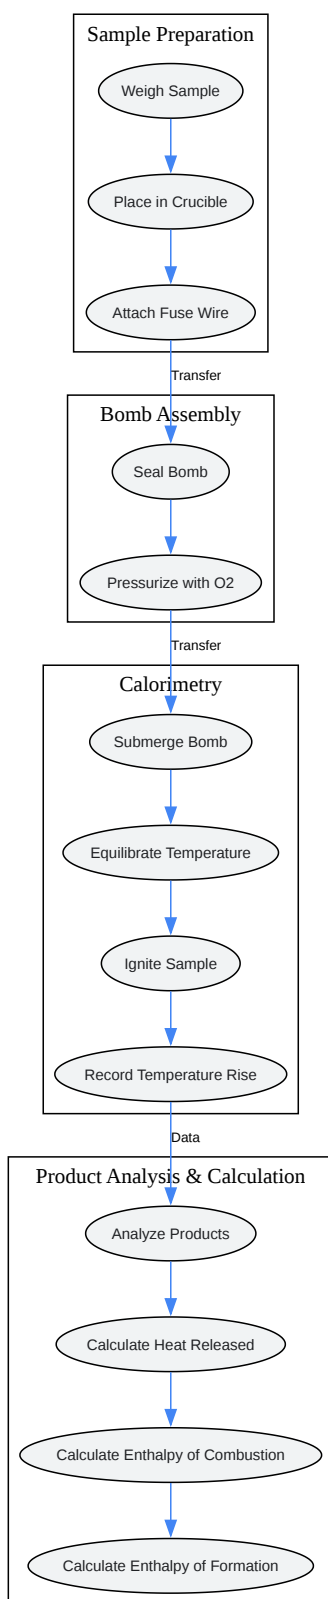 Sample Preparation
Weigh Sample
Place in Crucible
Attach Fuse Wire
Transfer
Bomb Assembly
Seal Bomb
Pressurize with O2
Transfer
Calorimetry
Submerge Bomb
Equilibrate Temperature
Ignite Sample
Record Temperature Rise
Data
Product Analysis & Calculation
Analyze Products
Calculate Heat Released
Calculate Enthalpy of Combustion
Calculate Enthalpy of Formation